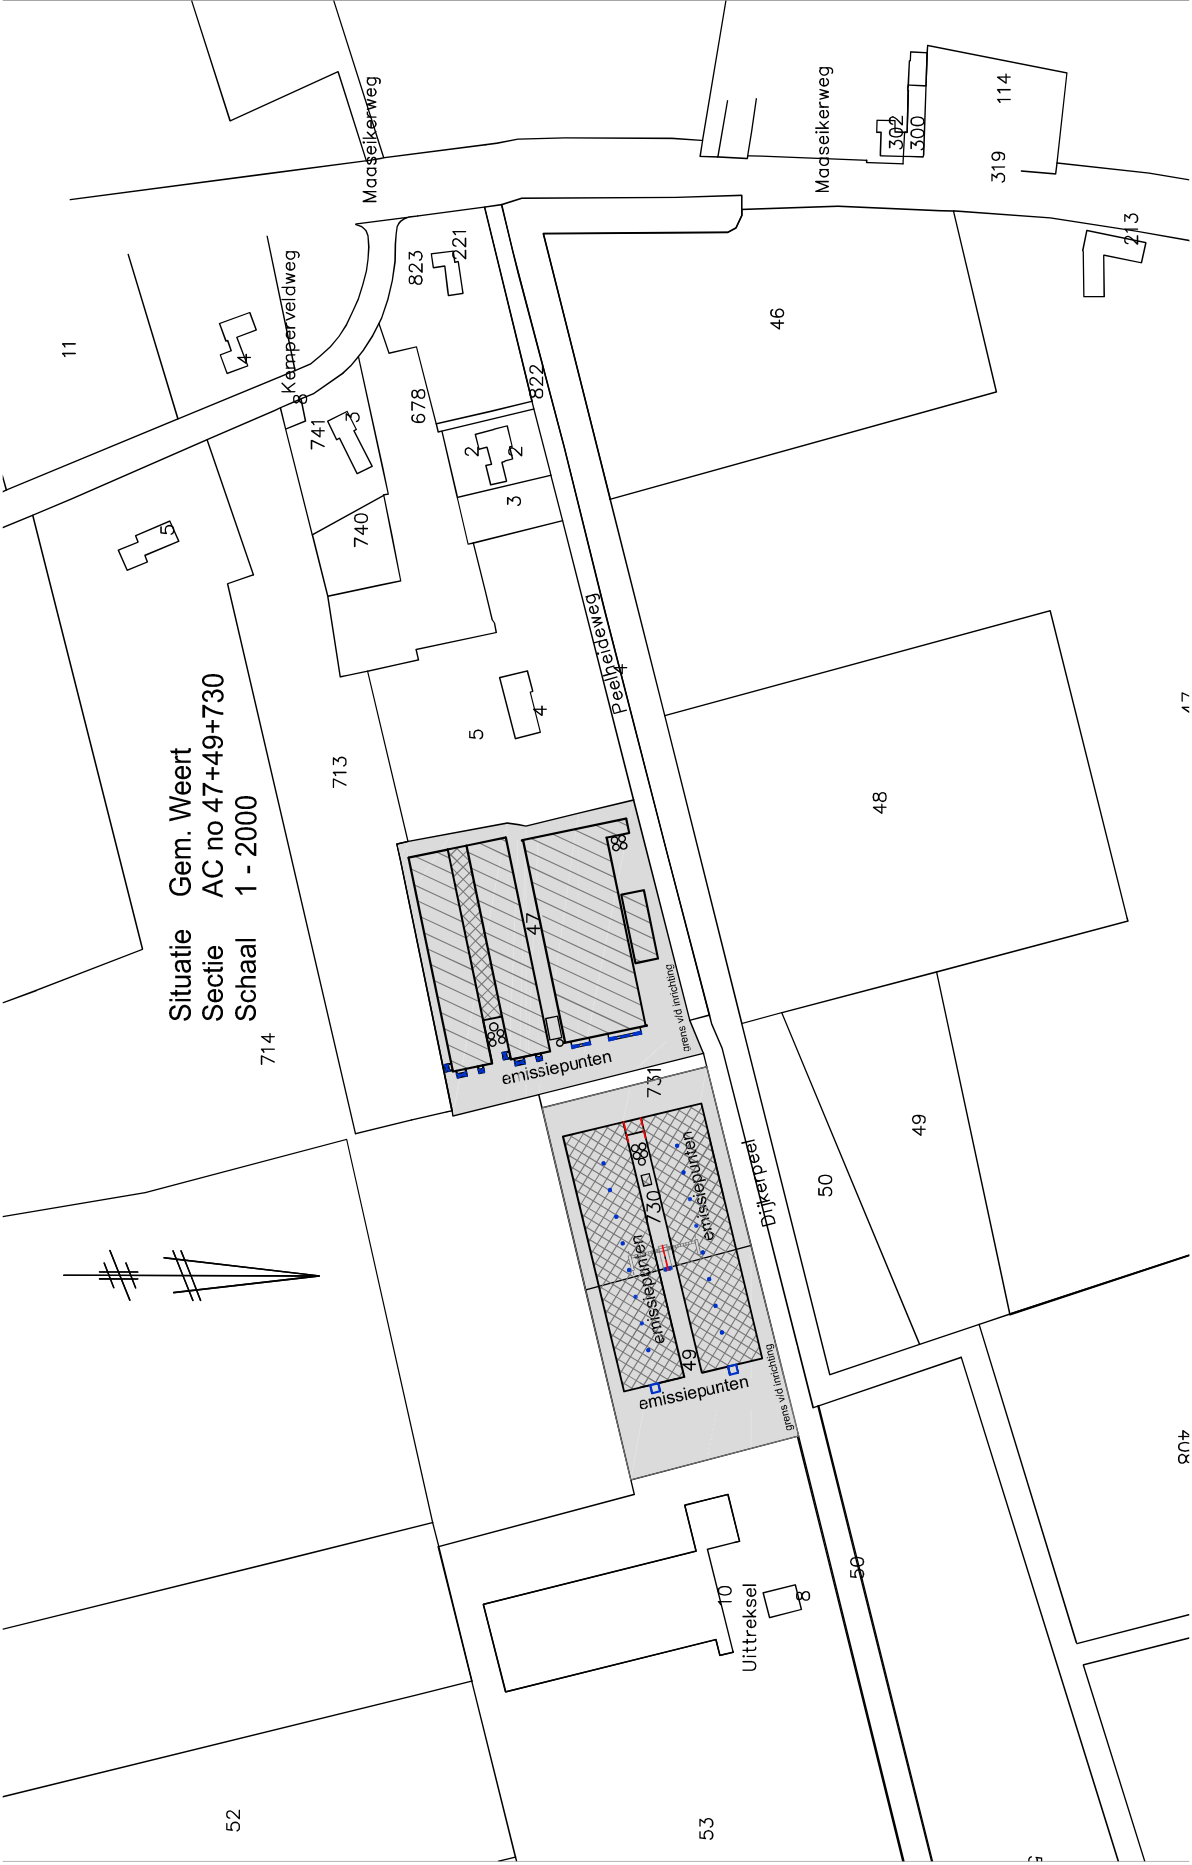 Situatie Gem. Weert
Sectie AC no 47+49+730
Schaal 1 - 2000
Maaseikerweg
Maaseikerweg
302
300
114
319
213
Kemperveldweg
823
221
11
4
46
8
741
3
678
822
2
2
740
3
5
Peelheideweg
4
4
5
713
48
47
47
grens v/d inrichting
714
emissiepunten
731
49
50
Dijkerpeel
730
emissiepunten
emissiepunten
49
emissiepunten
grens v/d inrichting
408
50
10
8
Uittreksel
52
53